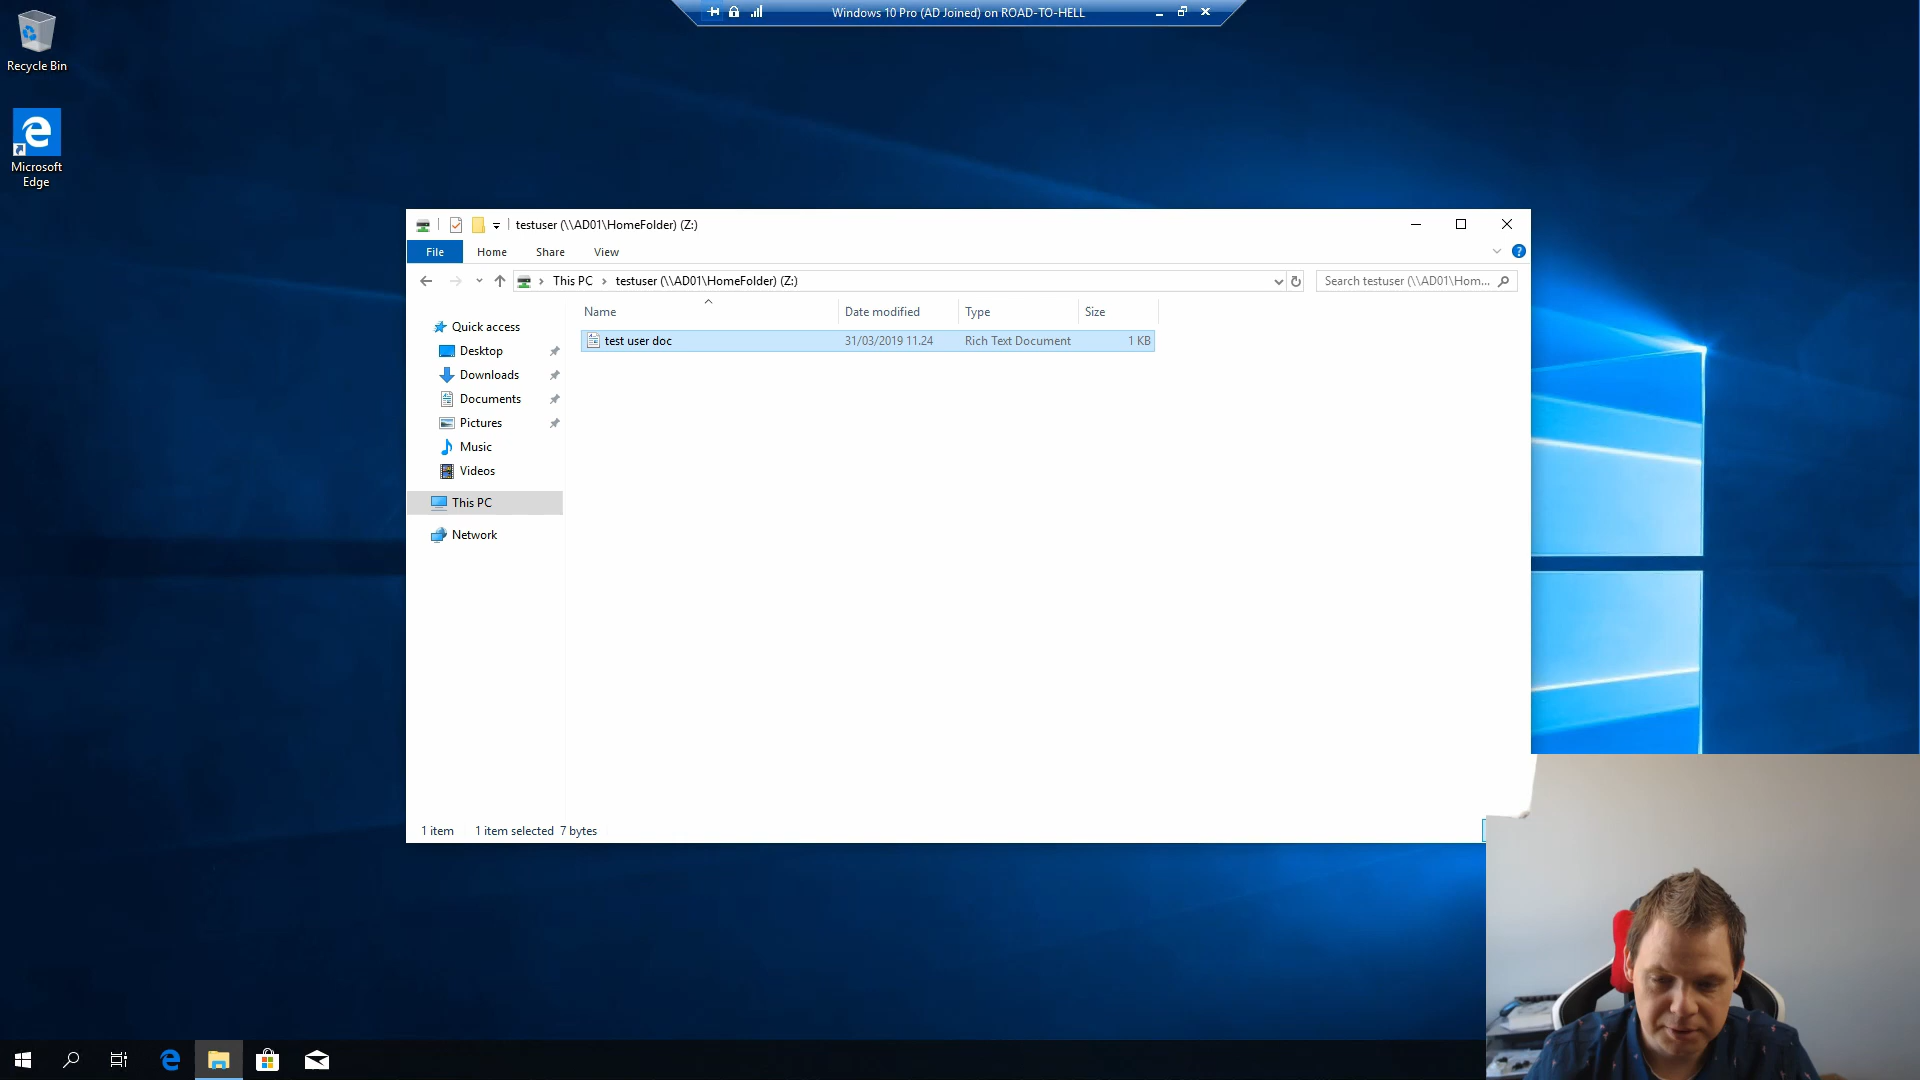 Windows 10 Pro (AD Joined) on ROAD-TO-HELL
Recycle Bin
Microsoft
Edge
testuser (\\AD01\HomeFolder) (Z:)
File Home Share View
This PC > testuser (\\AD01\HomeFolder) (Z:)
Search testuser (\\AD01\Hom...
Name Date modified Type Size
test user doc 31/03/2019 11.24 Rich Text Document 1 KB
Quick access
Desktop
Downloads
Documents
Pictures
Music
Videos
This PC
Network
1 item 1 item selected 7 bytes